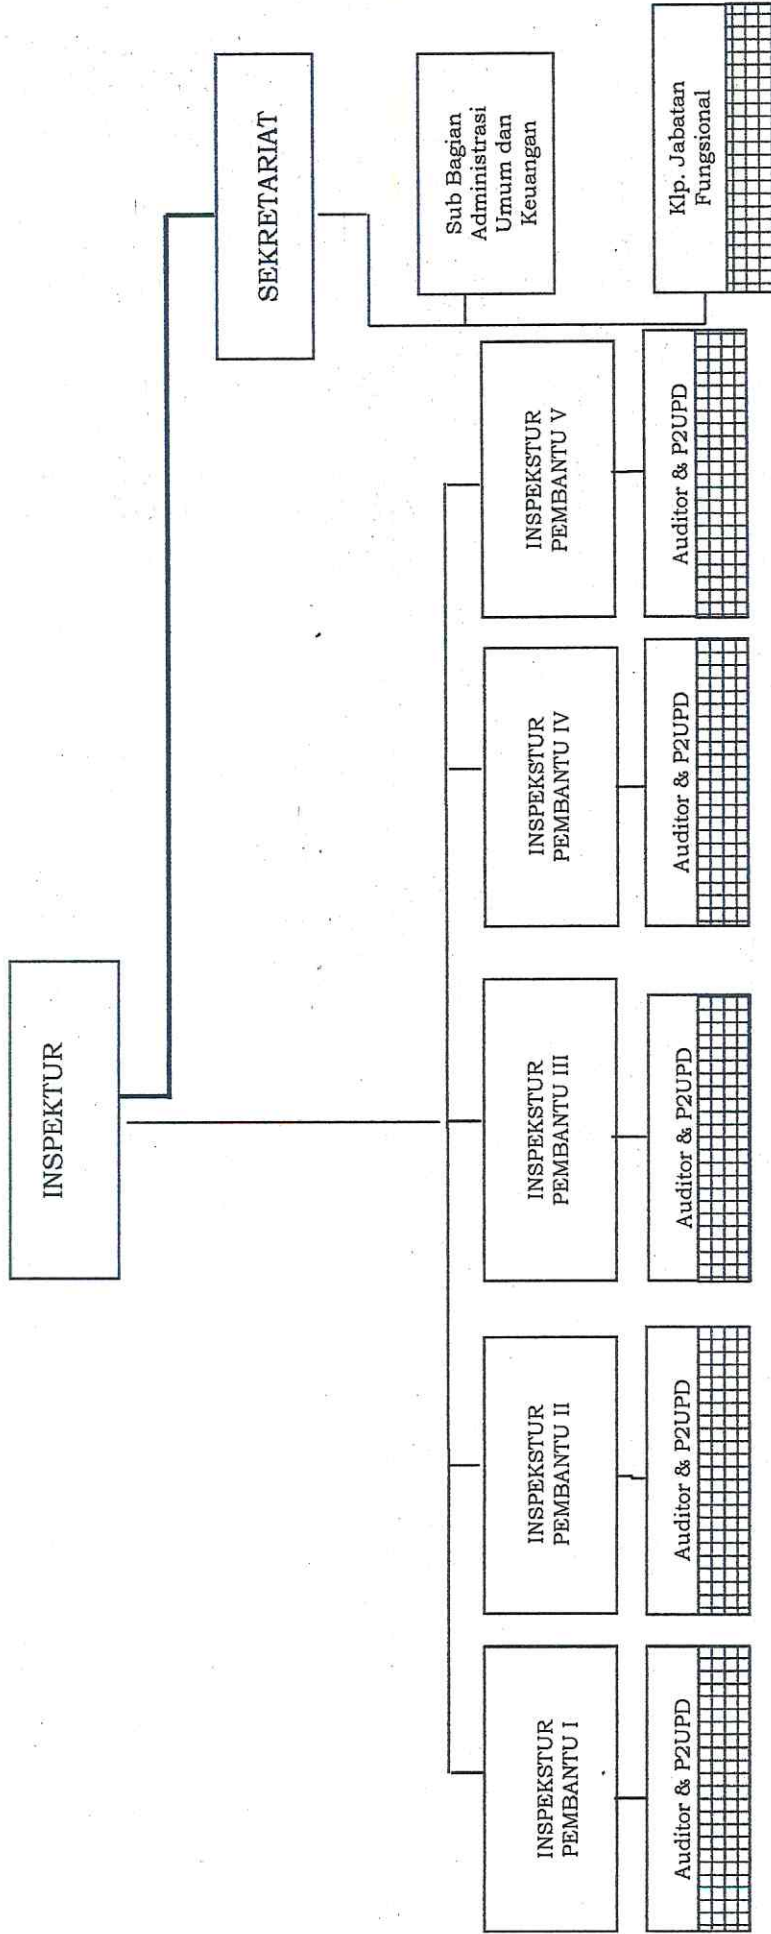 INSPEKTUR
SEKRETARIAT
Sub Bagian
Administrasi
Umum dan
Keuangan
Klp. Jabatan
Fungsional
INSPEKSTUR
PEMBANTU I
INSPEKSTUR
PEMBANTU II
INSPEKSTUR
PEMBANTU III
INSPEKSTUR
PEMBANTU IV
INSPEKSTUR
PEMBANTU V
Auditor & P2UPD
Auditor & P2UPD
Auditor & P2UPD
Auditor & P2UPD
Auditor & P2UPD